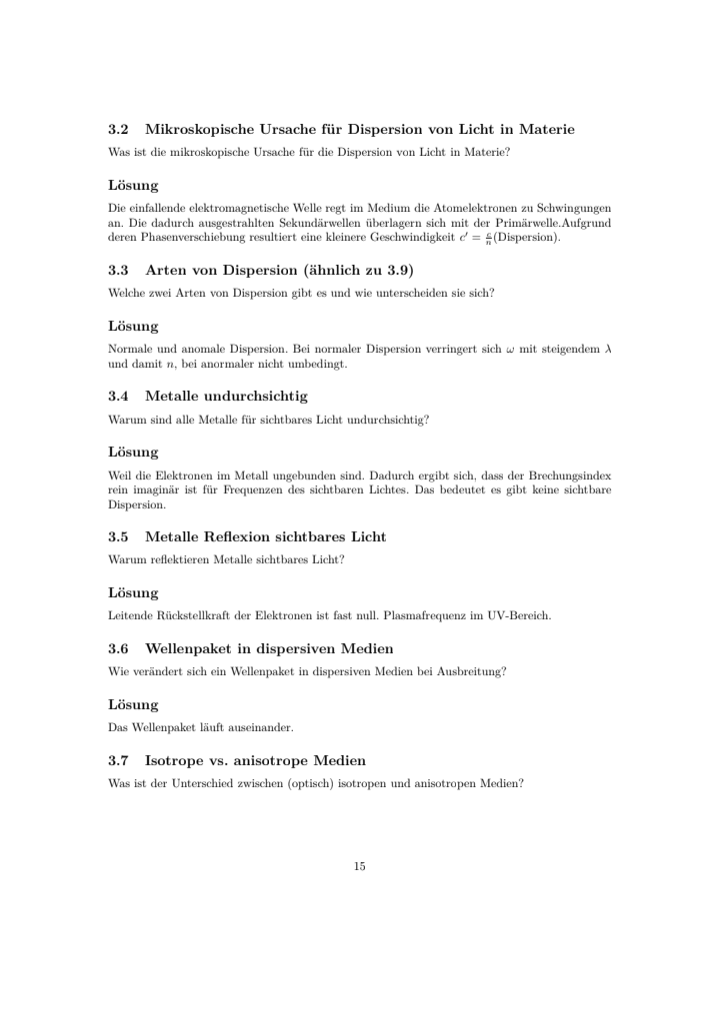 3.2 Mikroskopische Ursache für Dispersion von Licht in Materie
Was ist die mikroskopische Ursache für die Dispersion von Licht in Materie?
Lösung
Die einfallende elektromagnetische Welle regt im Medium die Atomelektronen zu Schwingungen
an. Die dadurch ausgestrahlten Sekundärwellen überlagern sich mit der Primärwelle.Aufgrund
deren Phasenverschiebung resultiert eine kleinere Geschwindigkeit c′ = c/n (Dispersion).
3.3 Arten von Dispersion (ähnlich zu 3.9)
Welche zwei Arten von Dispersion gibt es und wie unterscheiden sie sich?
Lösung
Normale und anomale Dispersion. Bei normaler Dispersion verringert sich ω mit steigendem λ
und damit n, bei anormaler nicht umbedingt.
3.4 Metalle undurchsichtig
Warum sind alle Metalle für sichtbares Licht undurchsichtig?
Lösung
Weil die Elektronen im Metall ungebunden sind. Dadurch ergibt sich, dass der Brechungsindex
rein imaginär ist für Frequenzen des sichtbaren Lichtes. Das bedeutet es gibt keine sichtbare
Dispersion.
3.5 Metalle Reflexion sichtbares Licht
Warum reflektieren Metalle sichtbares Licht?
Lösung
Leitende Rückstellkraft der Elektronen ist fast null. Plasmafrequenz im UV-Bereich.
3.6 Wellenpaket in dispersiven Medien
Wie verändert sich ein Wellenpaket in dispersiven Medien bei Ausbreitung?
Lösung
Das Wellenpaket läuft auseinander.
3.7 Isotrope vs. anisotrope Medien
Was ist der Unterschied zwischen (optisch) isotropen und anisotropen Medien?
15